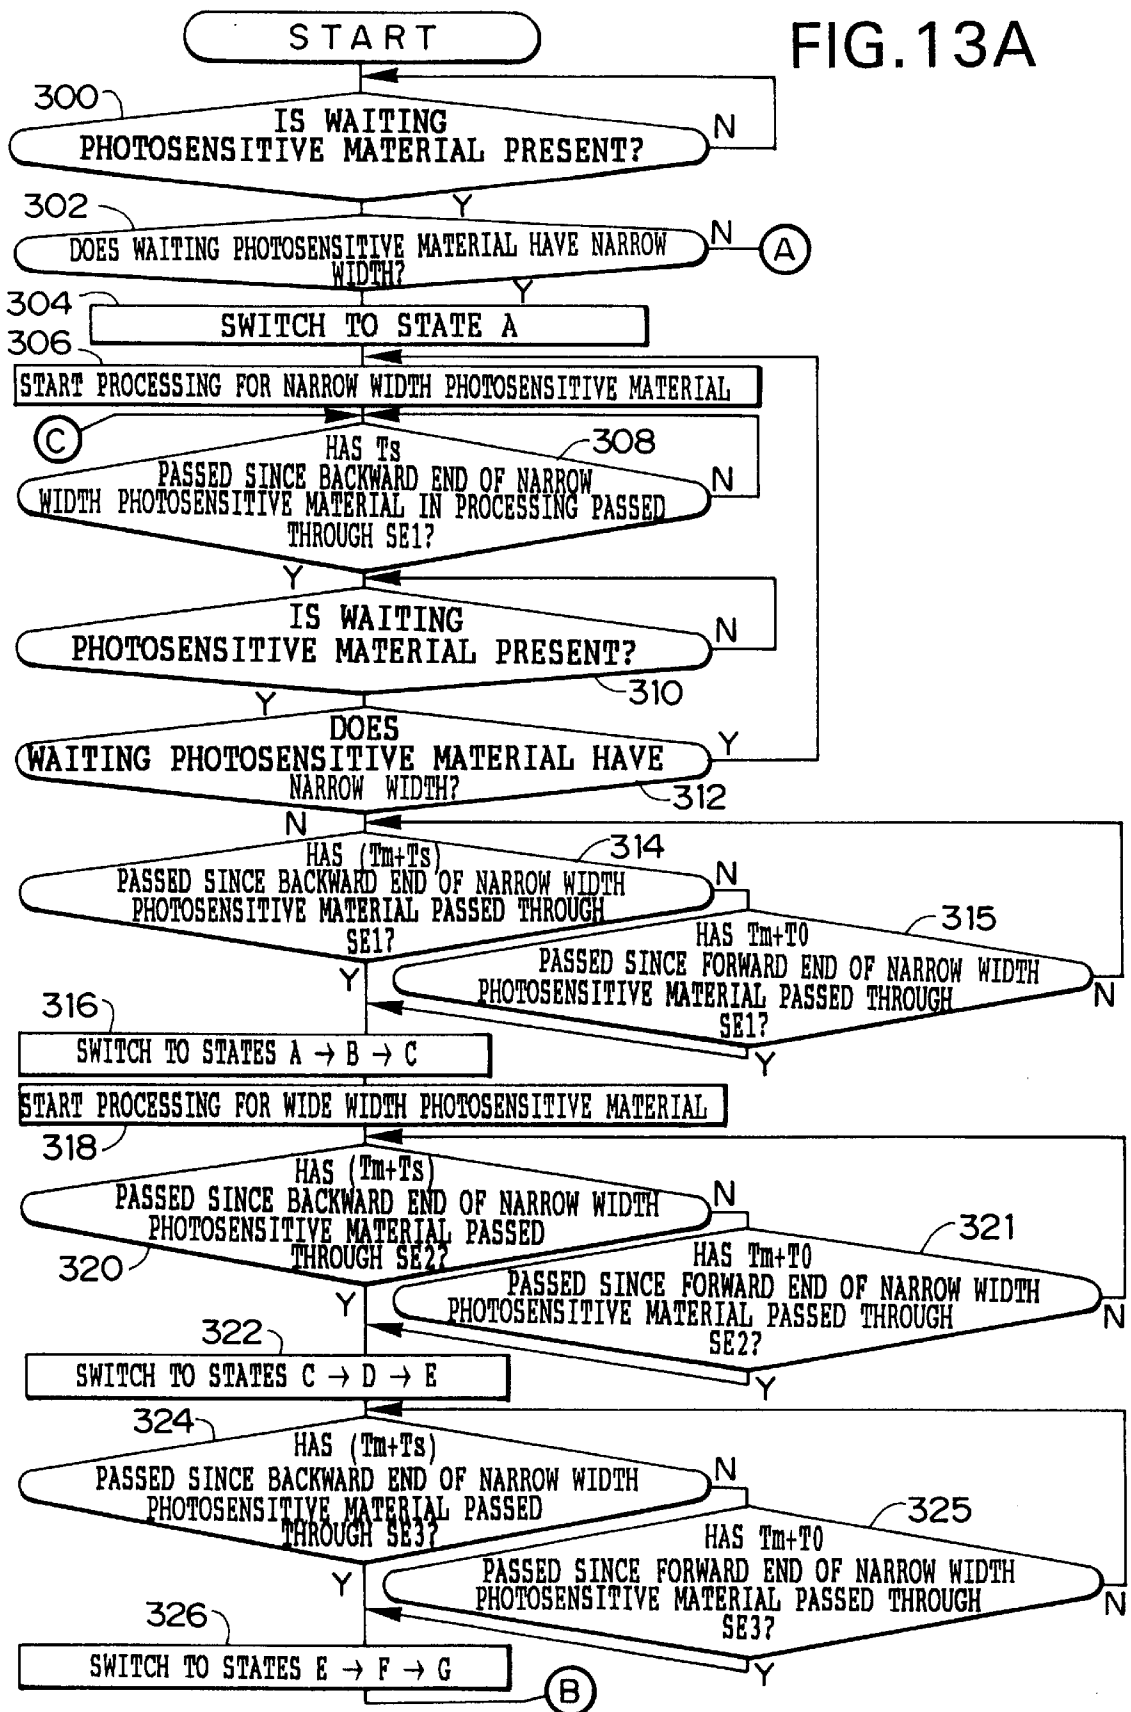 START
FIG.13A
300
IS WAITING
PHOTOSENSITIVE MATERIAL PRESENT?
N
Y
302
DOES WAITING PHOTOSENSITIVE MATERIAL HAVE NARROW
WIDTH?
N
A
Y
304
SWITCH TO STATE A
306
START PROCESSING FOR NARROW WIDTH PHOTOSENSITIVE MATERIAL
C
308
HAS Ts
PASSED SINCE BACKWARD END OF NARROW
WIDTH PHOTOSENSITIVE MATERIAL IN PROCESSING PASSED
THROUGH SE1?
N
Y
IS WAITING
PHOTOSENSITIVE MATERIAL PRESENT?
N
310
Y
DOES
WAITING PHOTOSENSITIVE MATERIAL HAVE
NARROW WIDTH?
Y
312
N
314
HAS (Tm+Ts)
PASSED SINCE BACKWARD END OF NARROW WIDTH
PHOTOSENSITIVE MATERIAL PASSED THROUGH
SE1?
N
Y
315
HAS Tm+T0
PASSED SINCE FORWARD END OF NARROW WIDTH
PHOTOSENSITIVE MATERIAL PASSED THROUGH
SE1?
N
Y
316
SWITCH TO STATES A → B → C
START PROCESSING FOR WIDE WIDTH PHOTOSENSITIVE MATERIAL
318
HAS (Tm+Ts)
PASSED SINCE BACKWARD END OF NARROW WIDTH
PHOTOSENSITIVE MATERIAL PASSED
THROUGH SE2?
N
320
Y
321
HAS Tm+T0
PASSED SINCE FORWARD END OF NARROW WIDTH
PHOTOSENSITIVE MATERIAL PASSED THROUGH
SE2?
N
Y
322
SWITCH TO STATES C → D → E
324
HAS (Tm+Ts)
PASSED SINCE BACKWARD END OF NARROW WIDTH
PHOTOSENSITIVE MATERIAL PASSED
THROUGH SE3?
N
Y
325
HAS Tm+T0
PASSED SINCE FORWARD END OF NARROW WIDTH
PHOTOSENSITIVE MATERIAL PASSED THROUGH
SE3?
N
Y
326
SWITCH TO STATES E → F → G
B